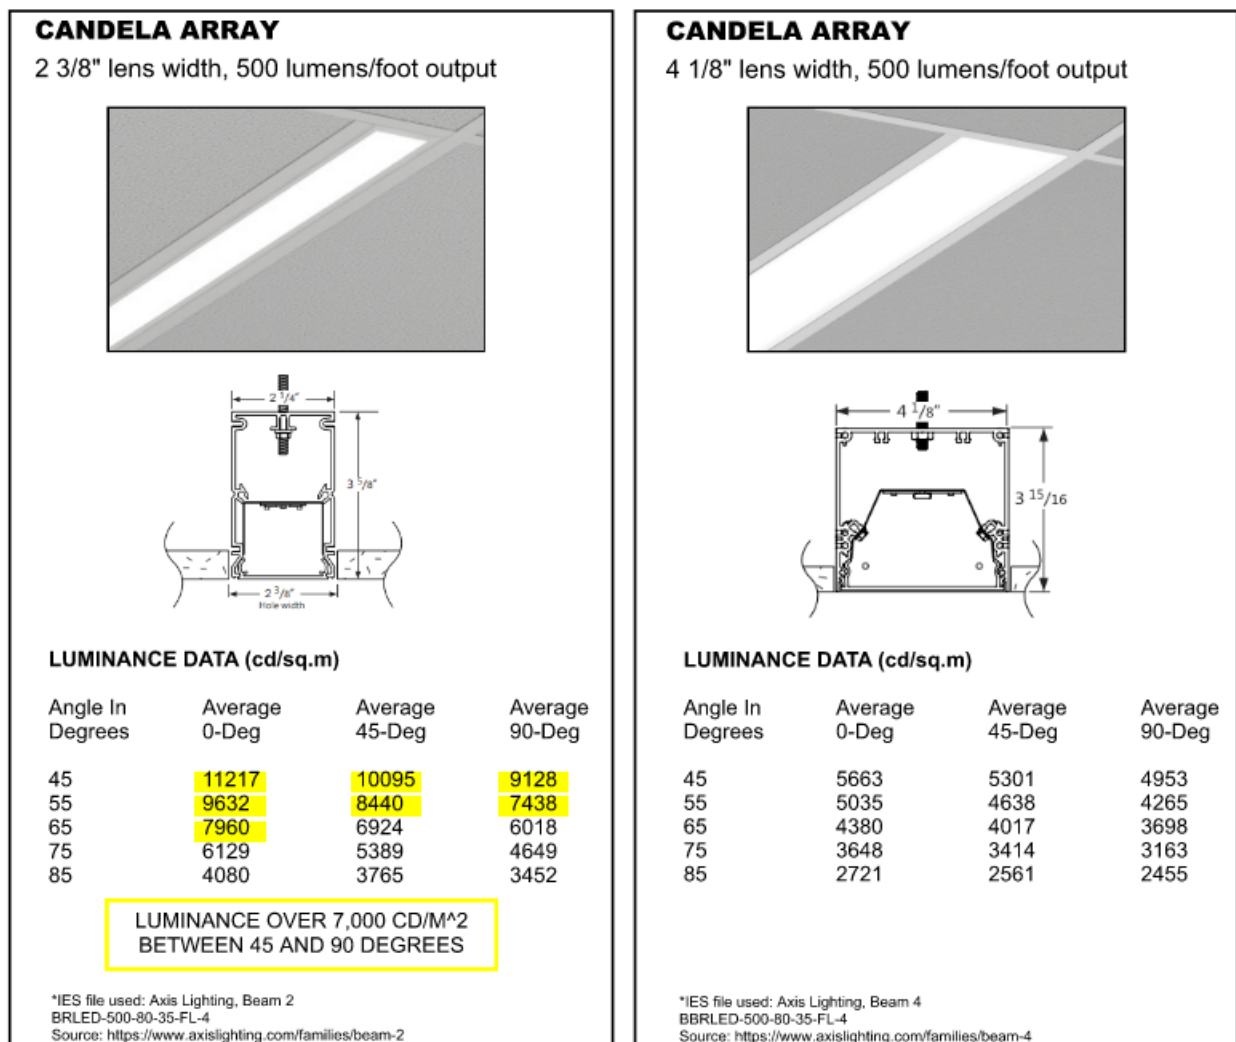 CANDELA ARRAY
2 3/8" lens width, 500 lumens/foot output
2 1/4"
3 5/8"
2 3/8"
Hole width
LUMINANCE DATA (cd/sq.m)
Angle In Average Average Average
Degrees 0-Deg 45-Deg 90-Deg
45 11217 10095 9128
55 9632 8440 7438
65 7960 6924 6018
75 6129 5389 4649
85 4080 3765 3452
LUMINANCE OVER 7,000 CD/M^2
BETWEEN 45 AND 90 DEGREES
*IES file used: Axis Lighting, Beam 2
BRLED-500-80-35-FL-4
Source: https://www.axislighting.com/families/beam-2
CANDELA ARRAY
4 1/8" lens width, 500 lumens/foot output
4 1/8"
3 15/16
LUMINANCE DATA (cd/sq.m)
Angle In Average Average Average
Degrees 0-Deg 45-Deg 90-Deg
45 5663 5301 4953
55 5035 4638 4265
65 4380 4017 3698
75 3648 3414 3163
85 2721 2561 2455
*IES file used: Axis Lighting, Beam 4
BBRLED-500-80-35-FL-4
Source: https://www.axislighting.com/families/beam-4